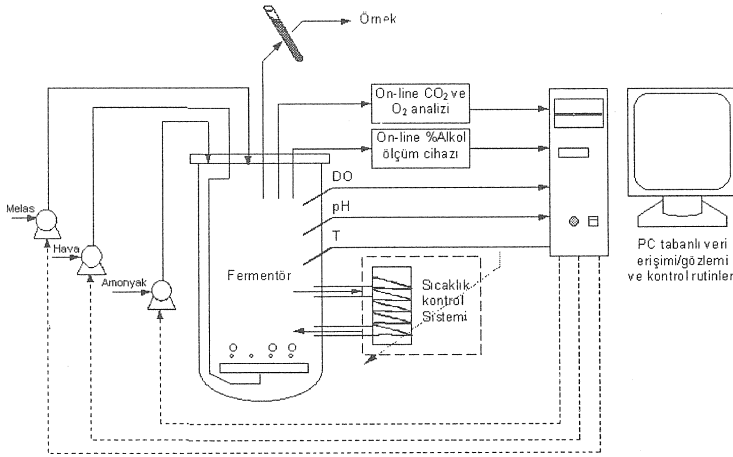 Örnek
On-line CO₂ ve
O₂ analizi
On-line %Alkol
ölçüm cihazı
DO
pH
T
Melas
Hava
Amonyak
Fermentör
Sıcaklık
kontrol
Sistemi
PC tabanlı veri
erişimi/gözlemi
ve kontrol rutinler